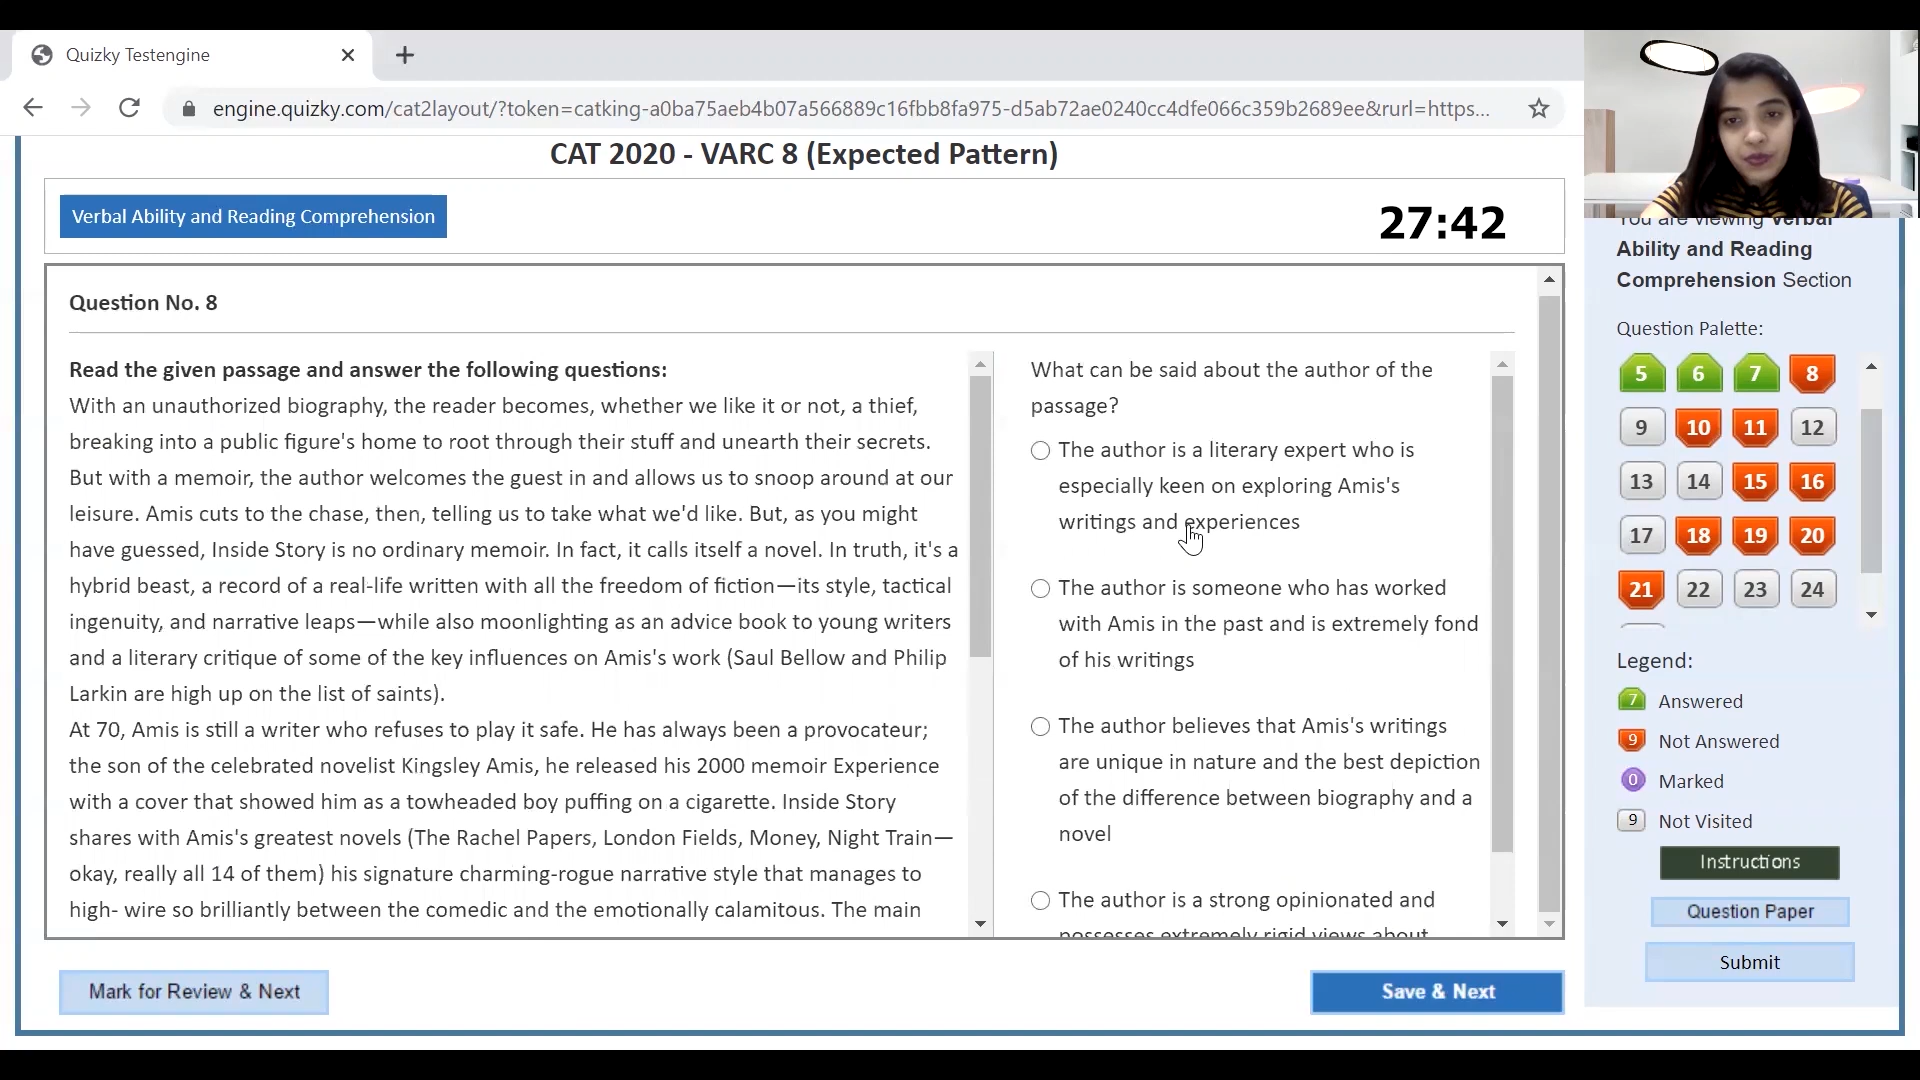 Quizky Testengine
engine.quizky.com/cat2layout/?token=catking-a0ba75aeb4b07a566889c16fbb8fa975-d5ab72ae0240cc4dfe066c359b2689ee&rurl=https...
CAT 2020 - VARC 8 (Expected Pattern)
Verbal Ability and Reading Comprehension
27:42
Question No. 8
Read the given passage and answer the following questions:
With an unauthorized biography, the reader becomes, whether we like it or not, a thief,
breaking into a public figure's home to root through their stuff and unearth their secrets.
But with a memoir, the author welcomes the guest in and allows us to snoop around at our
leisure. Amis cuts to the chase, then, telling us to take what we'd like. But, as you might
have guessed, Inside Story is no ordinary memoir. In fact, it calls itself a novel. In truth, it's a
hybrid beast, a record of a real-life written with all the freedom of fiction—its style, tactical
ingenuity, and narrative leaps—while also moonlighting as an advice book to young writers
and a literary critique of some of the key influences on Amis's work (Saul Bellow and Philip
Larkin are high up on the list of saints).
At 70, Amis is still a writer who refuses to play it safe. He has always been a provocateur;
the son of the celebrated novelist Kingsley Amis, he released his 2000 memoir Experience
with a cover that showed him as a towheaded boy puffing on a cigarette. Inside Story
shares with Amis's greatest novels (The Rachel Papers, London Fields, Money, Night Train—
okay, really all 14 of them) his signature charming-rogue narrative style that manages to
high- wire so brilliantly between the comedic and the emotionally calamitous. The main
What can be said about the author of the
passage?
The author is a literary expert who is
especially keen on exploring Amis's
writings and experiences
The author is someone who has worked
with Amis in the past and is extremely fond
of his writings
The author believes that Amis's writings
are unique in nature and the best depiction
of the difference between biography and a
novel
The author is a strong opinionated and
possesses extremely rigid views about
Mark for Review & Next
Save & Next
You are viewing Verbal
Ability and Reading
Comprehension Section
Question Palette:
5 6 7 8
9 10 11 12
13 14 15 16
17 18 19 20
21 22 23 24
Legend:
7 Answered
9 Not Answered
0 Marked
9 Not Visited
Instructions
Question Paper
Submit